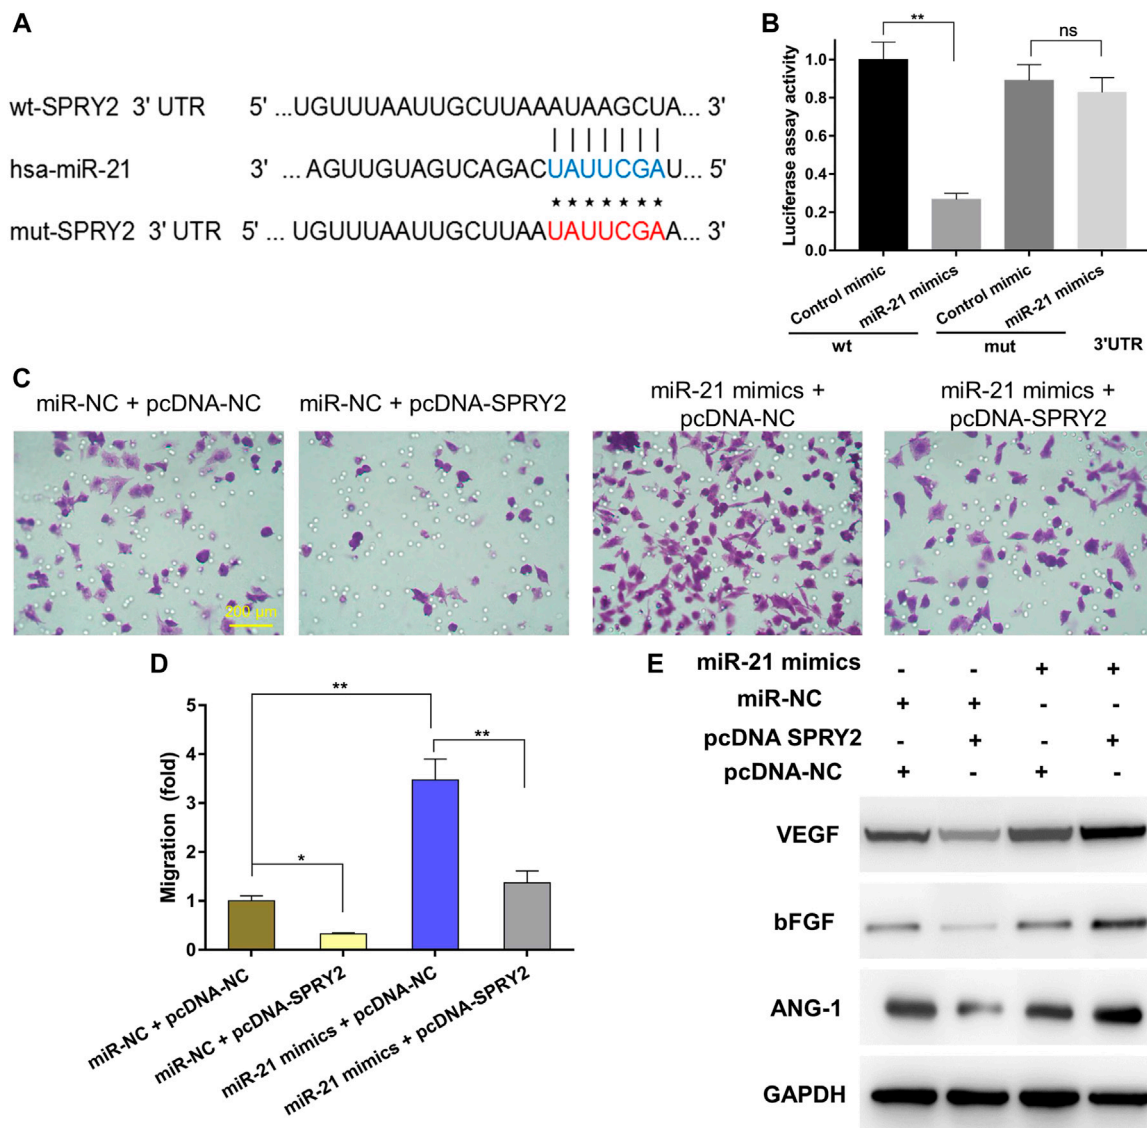 A
wt-SPRY2 3' UTR 5' ...UGUUUAAUUGCUUAAAUAAGCUA... 3'
hsa-miR-21 3' ... AGUUGUAGUCAGACUAUUCGAU... 5'
mut-SPRY2 3' UTR 5' ... UGUUUAAUUGCUUAAUAUUCGAA... 3'
B
Luciferase assay activity
1.0
0.8
0.6
0.4
0.2
0.0
**
ns
Control mimic
miR-21 mimics
Control mimic
miR-21 mimics
wt
mut
3'UTR
C
miR-NC + pcDNA-NC
miR-NC + pcDNA-SPRY2
miR-21 mimics +
pcDNA-NC
miR-21 mimics +
pcDNA-SPRY2
200 µm
D
Migration (fold)
5
4
3
2
1
0
**
*
**
miR-NC + pcDNA-NC
miR-NC + pcDNA-SPRY2
miR-21 mimics + pcDNA-NC
miR-21 mimics + pcDNA-SPRY2
E
miR-21 mimics - - + +
miR-NC + + - -
pcDNA SPRY2 - + - +
pcDNA-NC + - + -
VEGF
bFGF
ANG-1
GAPDH